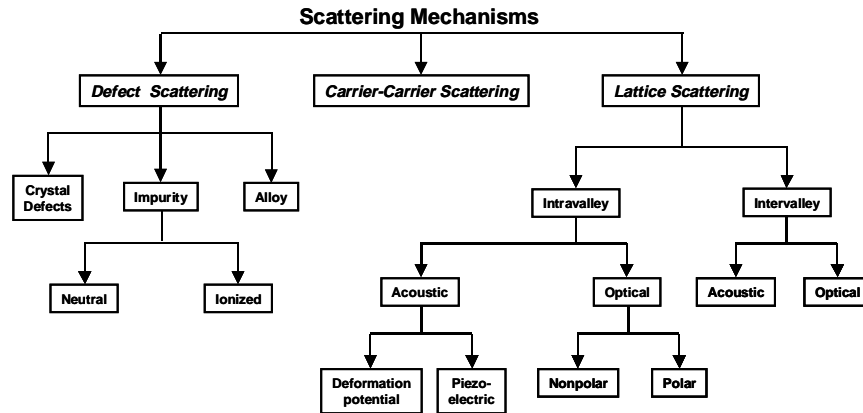 Scattering Mechanisms
Defect Scattering
Carrier-Carrier Scattering
Lattice Scattering
Crystal
Defects
Impurity
Alloy
Intravalley
Intervalley
Neutral
Ionized
Acoustic
Optical
Acoustic
Optical
Deformation
potential
Piezo-
electric
Nonpolar
Polar